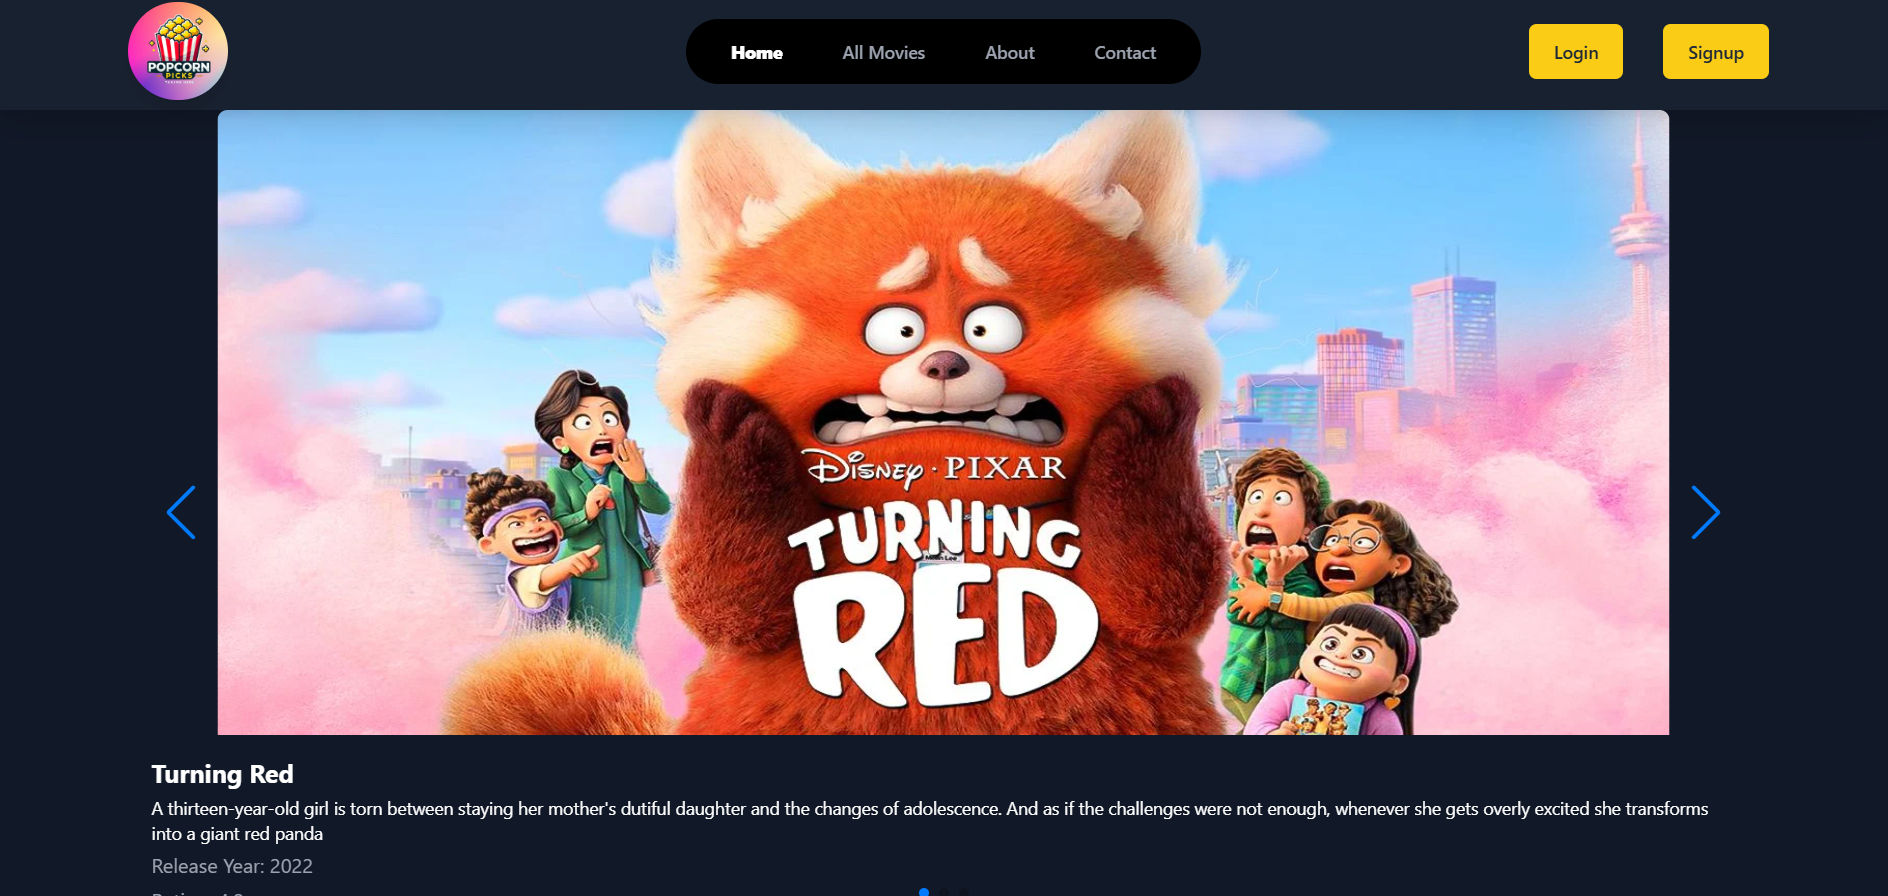 POPCORN
PICKS
Home
All Movies
About
Contact
Login
Signup
Disney · PIXAR
TURNING
RED
Turning Red
A thirteen-year-old girl is torn between staying her mother's dutiful daughter and the changes of adolescence. And as if the challenges were not enough, whenever she gets overly excited she transforms
into a giant red panda
Release Year: 2022